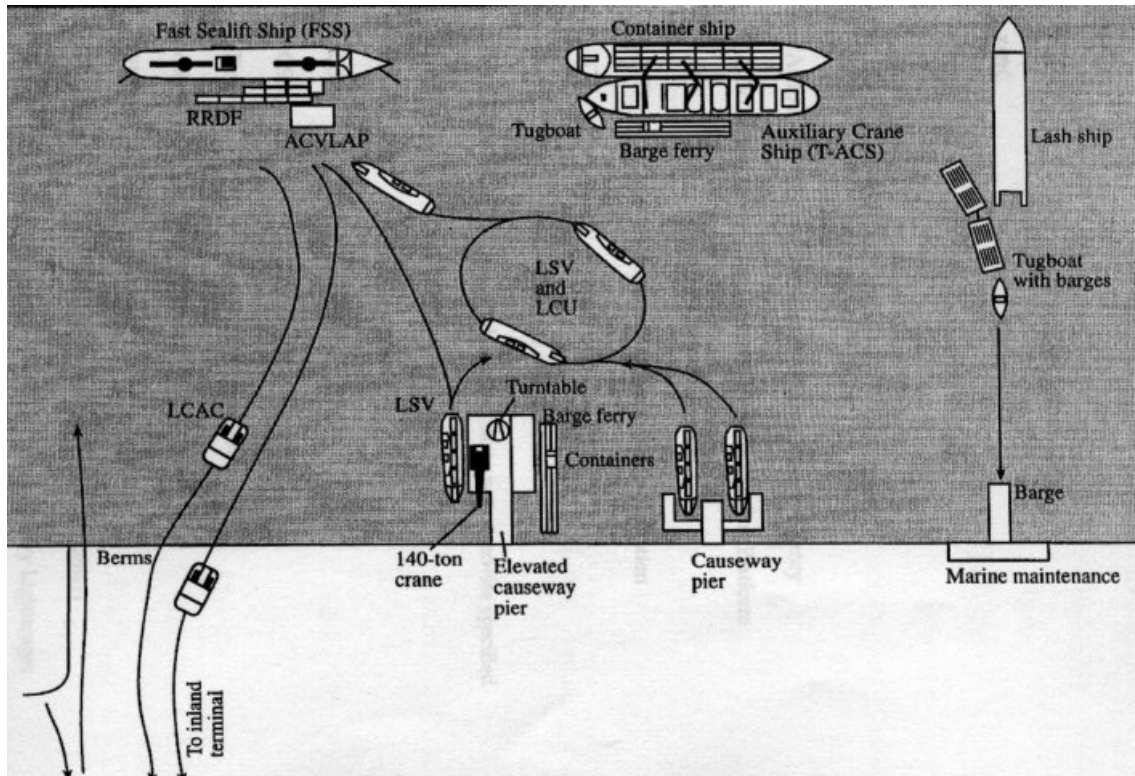 Fast Sealift Ship (FSS)
Container ship
RRDF
ACVLAP
Tugboat
Barge ferry
Auxiliary Crane
Ship (T-ACS)
Lash ship
Tugboat
with barges
LSV
and
LCU
LCAC
LSV
Turntable
Barge ferry
Containers
Barge
Berms
140-ton
crane
Elevated
causeway
pier
Causeway
pier
Marine maintenance
To inland
terminal